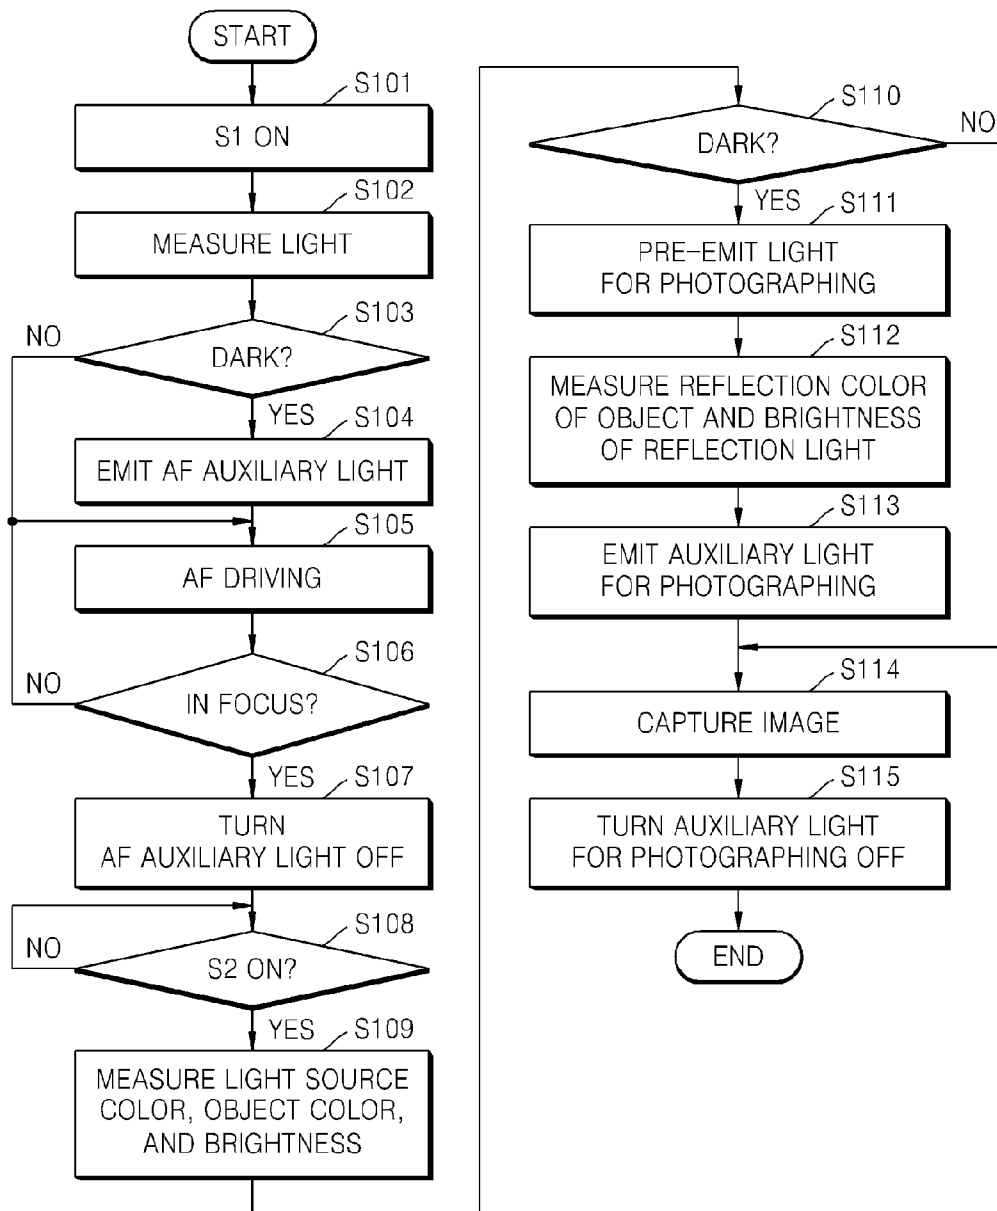 START
S101
S1 ON
S102
MEASURE LIGHT
S103
NO
DARK?
YES
S104
EMIT AF AUXILIARY LIGHT
S105
AF DRIVING
S106
NO
IN FOCUS?
YES
S107
TURN
AF AUXILIARY LIGHT OFF
S108
NO
S2 ON?
YES
S109
MEASURE LIGHT SOURCE
COLOR, OBJECT COLOR,
AND BRIGHTNESS
S110
NO
DARK?
YES
S111
PRE-EMIT LIGHT
FOR PHOTOGRAPHING
S112
MEASURE REFLECTION COLOR
OF OBJECT AND BRIGHTNESS
OF REFLECTION LIGHT
S113
EMIT AUXILIARY LIGHT
FOR PHOTOGRAPHING
S114
CAPTURE IMAGE
S115
TURN AUXILIARY LIGHT
FOR PHOTOGRAPHING OFF
END